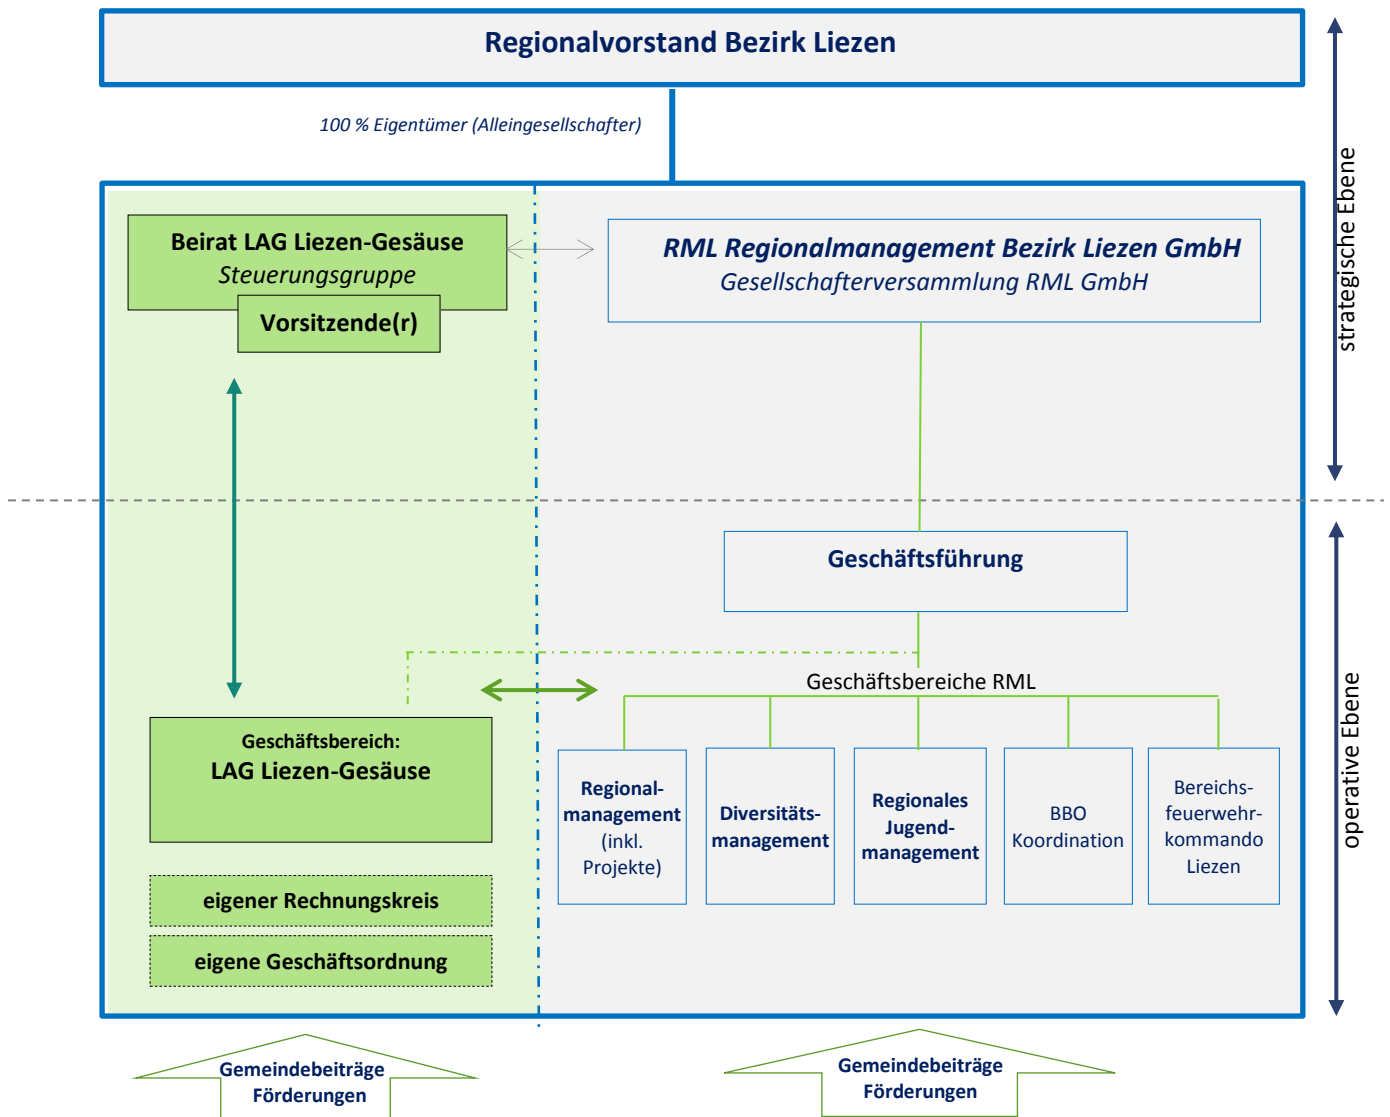 Regionalvorstand Bezirk Liezen
100 % Eigentümer (Alleingesellschafter)
strategische Ebene
Beirat LAG Liezen-Gesäuse
Steuerungsgruppe
Vorsitzende(r)
RML Regionalmanagement Bezirk Liezen GmbH
Gesellschafterversammlung RML GmbH
operative Ebene
Geschäftsführung
Geschäftsbereiche RML
Geschäftsbereich:
LAG Liezen-Gesäuse
eigener Rechnungskreis
eigene Geschäftsordnung
Regional-
management
(inkl.
Projekte)
Diversitäts-
management
Regionales
Jugend-
management
BBO
Koordination
Bereichs-
feuerwehr-
kommando
Liezen
Gemeindebeiträge
Förderungen
Gemeindebeiträge
Förderungen